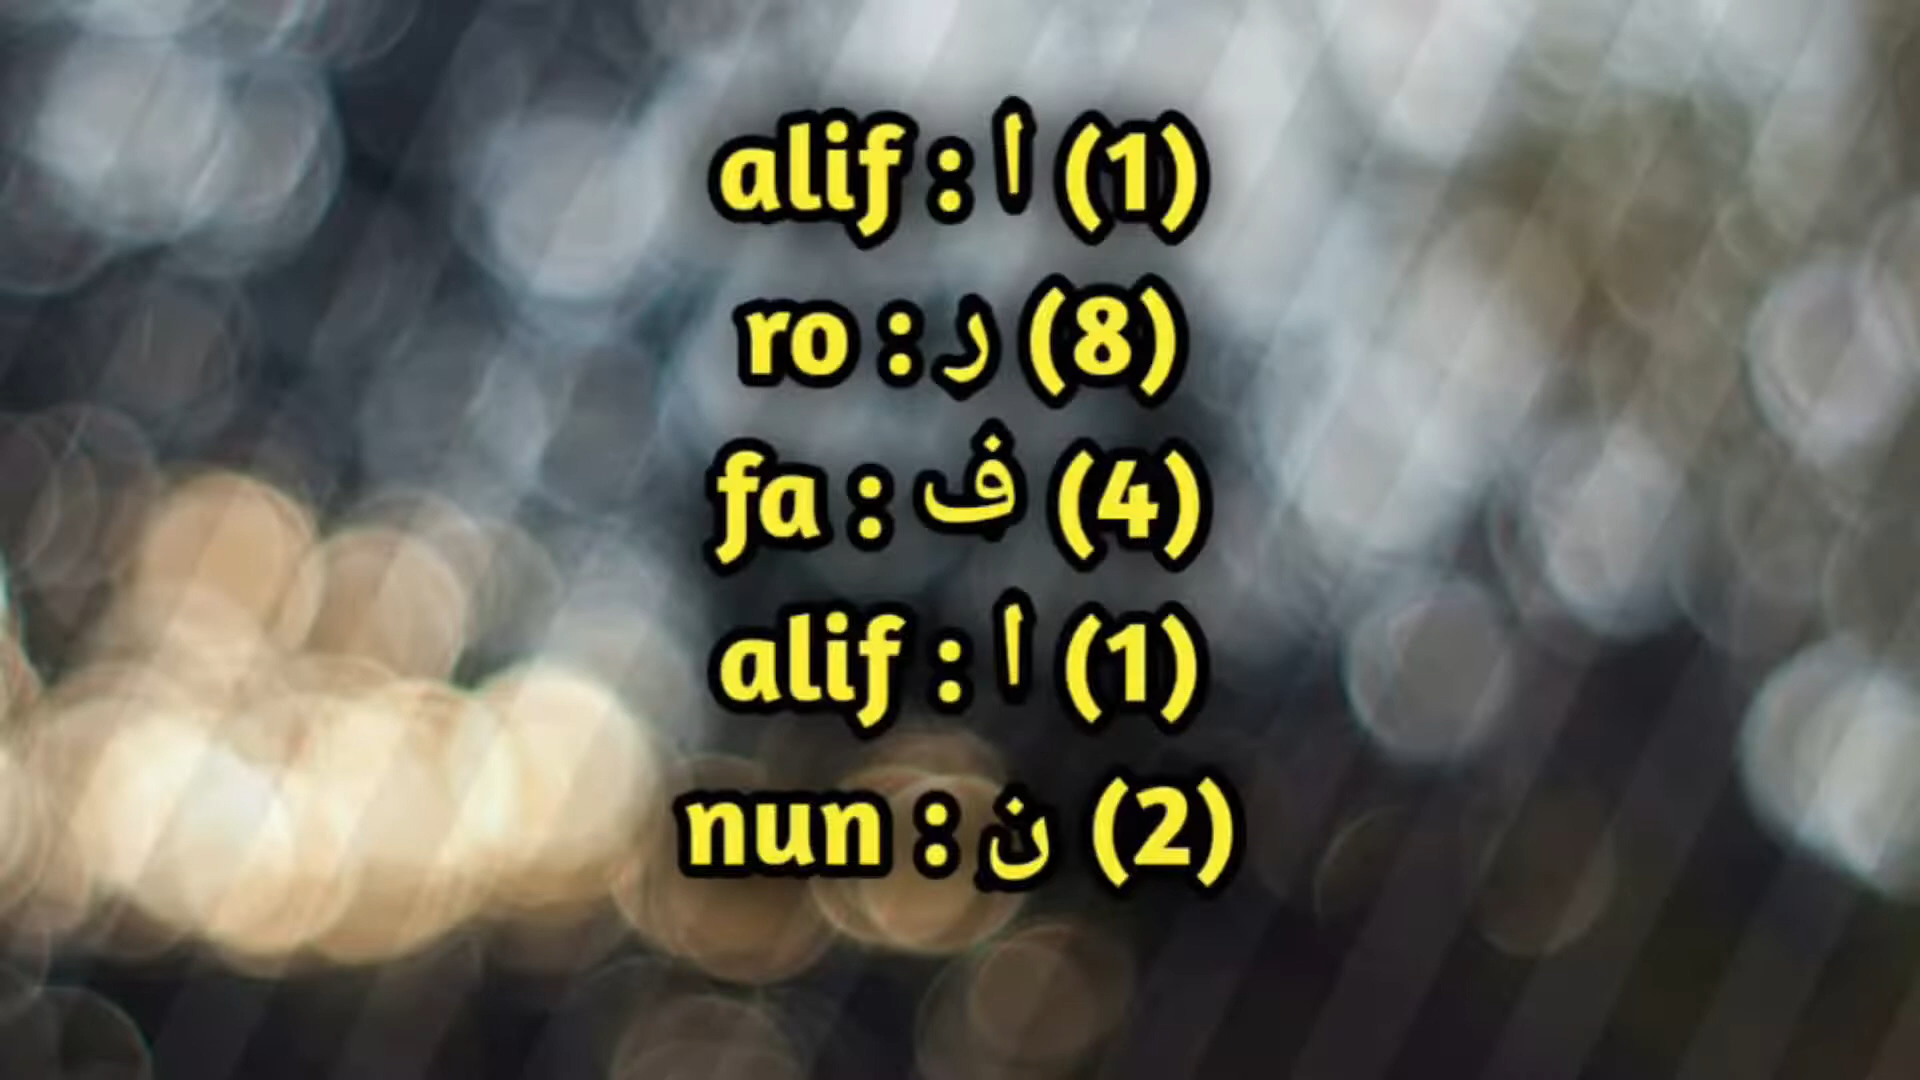 alif : ا (1)
ro : ر (8)
fa : ف (4)
alif : ا (1)
nun : ن (2)